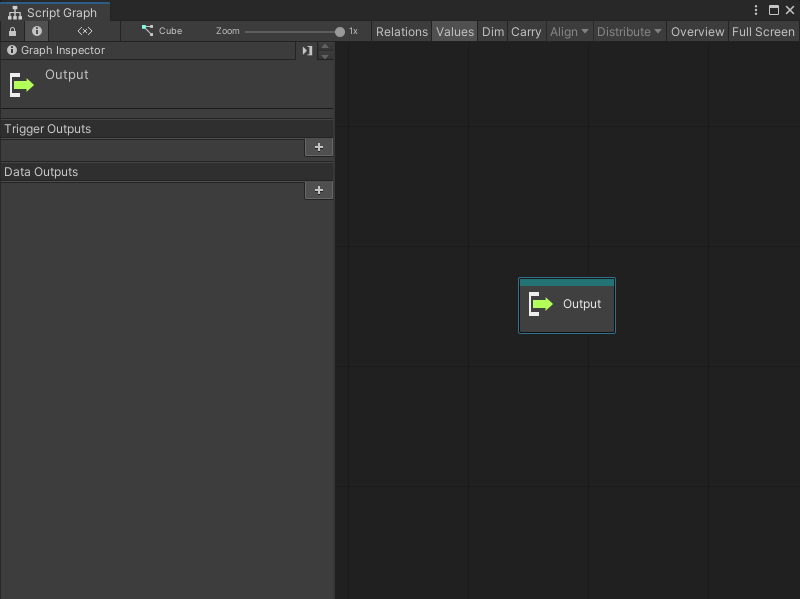 Script Graph
<×> Cube Zoom 1x Relations Values Dim Carry Align Distribute Overview Full Screen
Graph Inspector
Output
Trigger Outputs
+
Data Outputs
+
Output